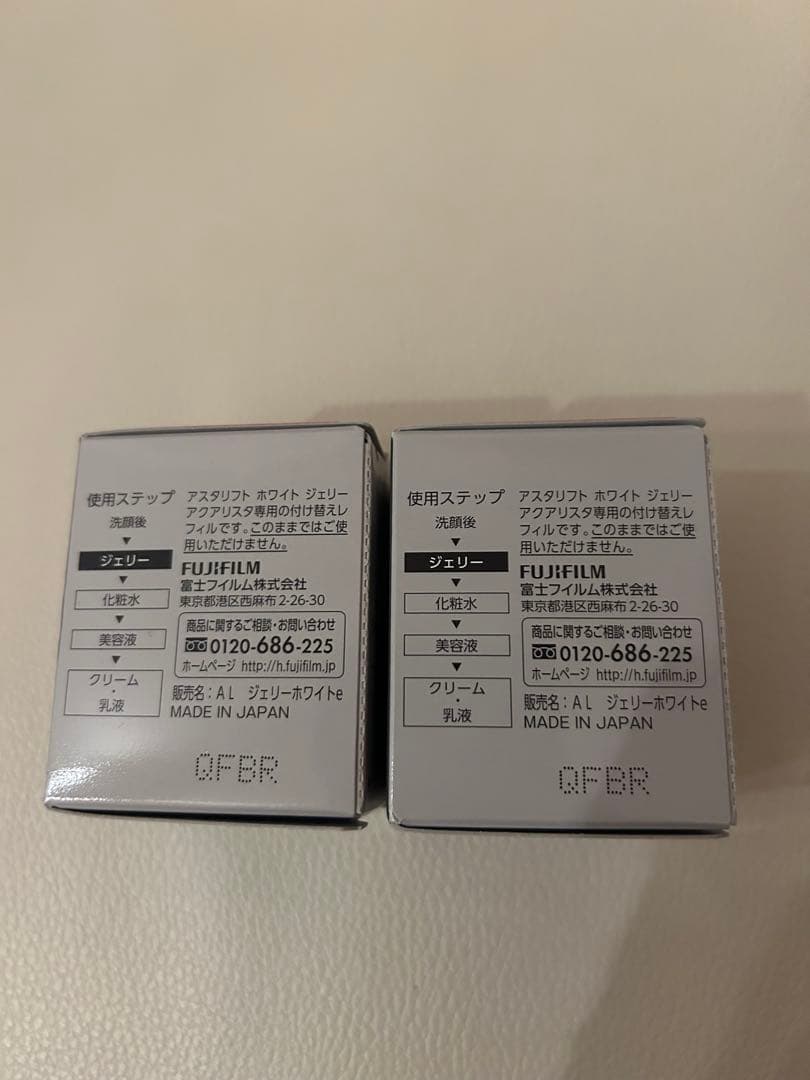 使用ステップ
洗顔後
▼
ジェリー
▼
化粧水
▼
美容液
▼
クリーム
・
乳液
アスタリフト ホワイト ジェリー
アクアリスタ専用の付け替えレ
フィルです。このままではご使
用いただけません。
FUJIFILM
富士フイルム株式会社
東京都港区西麻布2-26-30
商品に関するご相談・お問い合わせ
0120-686-225
ホームページ http://h.fujifilm.jp
販売名：ＡＬ ジェリーホワイトe
MADE IN JAPAN
QFBR
使用ステップ
洗顔後
▼
ジェリー
▼
化粧水
▼
美容液
▼
クリーム
・
乳液
アスタリフト ホワイト ジェリー
アクアリスタ専用の付け替えレ
フィルです。このままではご使
用いただけません。
FUJIFILM
富士フイルム株式会社
東京都港区西麻布2-26-30
商品に関するご相談・お問い合わせ
0120-686-225
ホームページ http://h.fujifilm.jp
販売名：ＡＬ ジェリーホワイトe
MADE IN JAPAN
QFBR